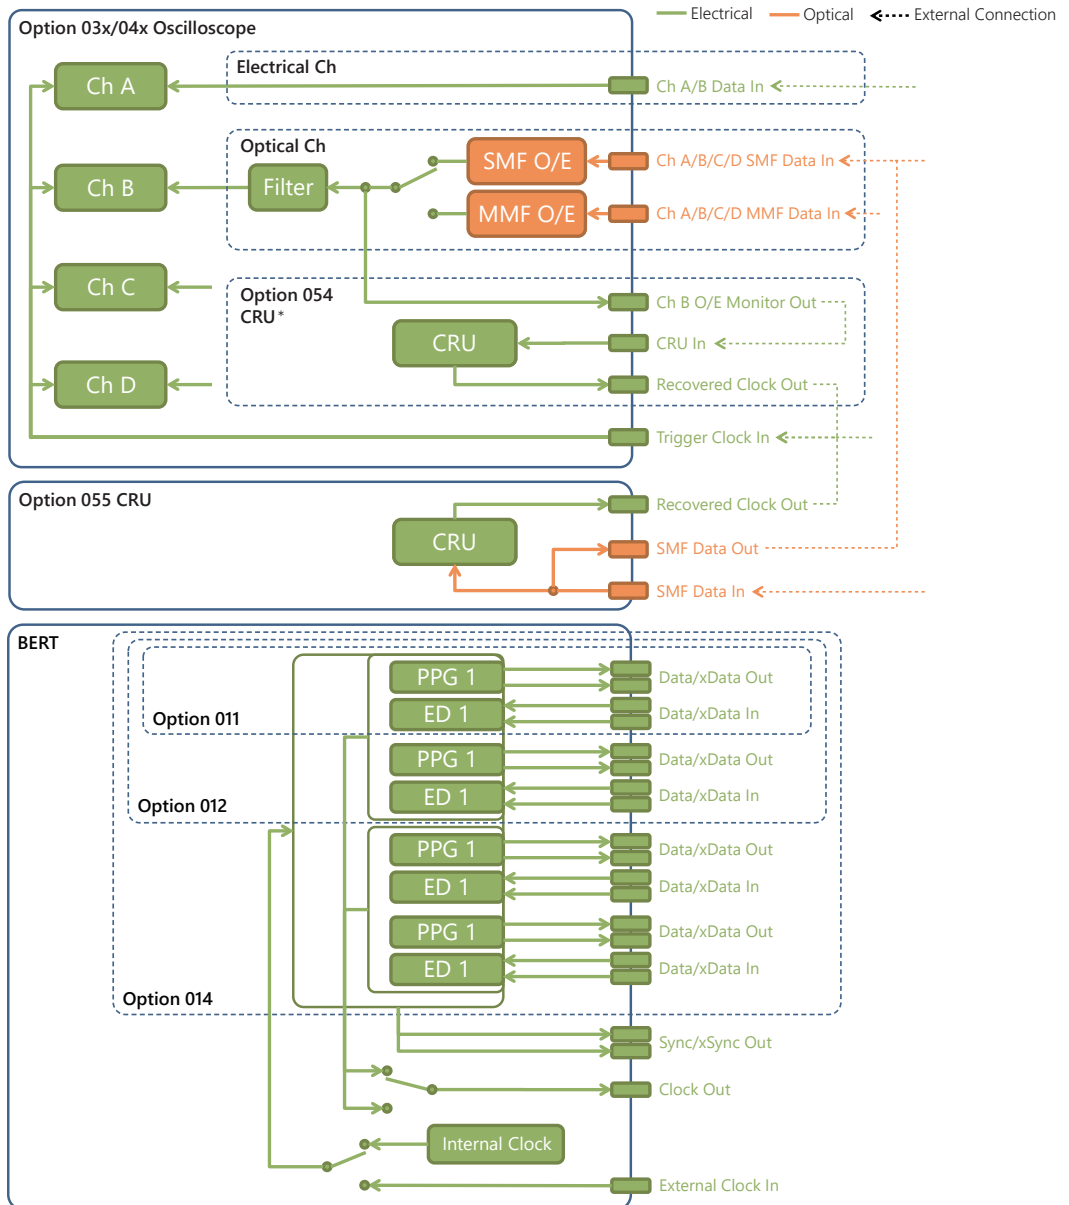 Electrical
Optical
External Connection
Option 03x/04x Oscilloscope
Electrical Ch
Ch A
Ch A/B Data In
Optical Ch
SMF O/E
Ch A/B/C/D SMF Data In
Ch B
Filter
MMF O/E
Ch A/B/C/D MMF Data In
Ch C
Option 054
CRU*
Ch B O/E Monitor Out
CRU
CRU In
Ch D
Recovered Clock Out
Trigger Clock In
Option 055 CRU
Recovered Clock Out
CRU
SMF Data Out
SMF Data In
BERT
PPG 1
Data/xData Out
ED 1
Data/xData In
Option 011
PPG 1
Data/xData Out
ED 1
Data/xData In
Option 012
PPG 1
Data/xData Out
ED 1
Data/xData In
PPG 1
Data/xData Out
ED 1
Data/xData In
Option 014
Sync/xSync Out
Clock Out
Internal Clock
External Clock In